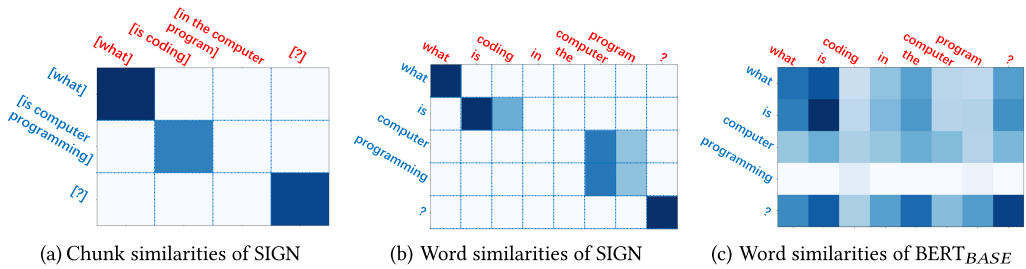 [what]
[is coding]
[in the computer
program]
[?]
[what]
[is computer
programming]
[?]
(a) Chunk similarities of SIGN
what
is
coding
in
the
computer
program
?
what
is
computer
programming
?
(b) Word similarities of SIGN
what
is
coding
in
the
computer
program
?
what
is
computer
programming
?
(c) Word similarities of BERT_BASE